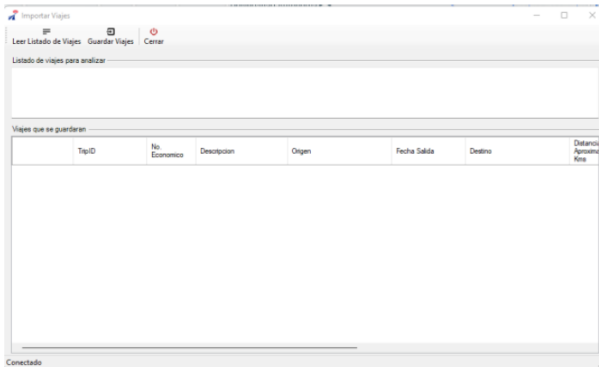 Importar Viajes
Leer Listado de Viajes Guardar Viajes Cerrar
Listado de viajes para analizar
Viajes que se guardaran
TripID No. Economico Descripcion Origen Fecha Salida Destino Distancia Aproxima Kms
Conectado